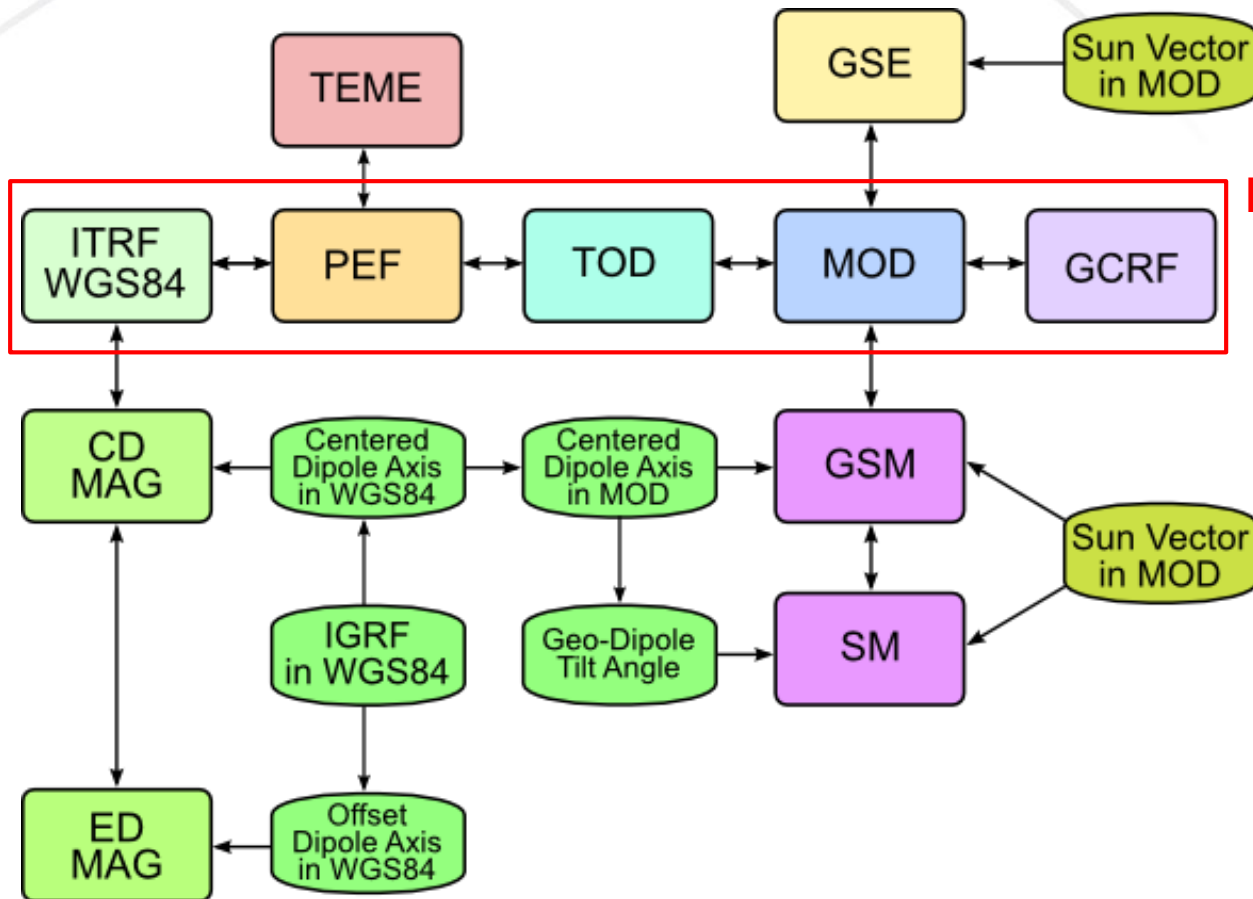 TEME
GSE
Sun Vector
in MOD
ITRF
WGS84
PEF
TOD
MOD
GCRF
CD
MAG
Centered
Dipole Axis
in WGS84
Centered
Dipole Axis
in MOD
GSM
Sun Vector
in MOD
IGRF
in WGS84
Geo-Dipole
Tilt Angle
SM
ED
MAG
Offset
Dipole Axis
in WGS84